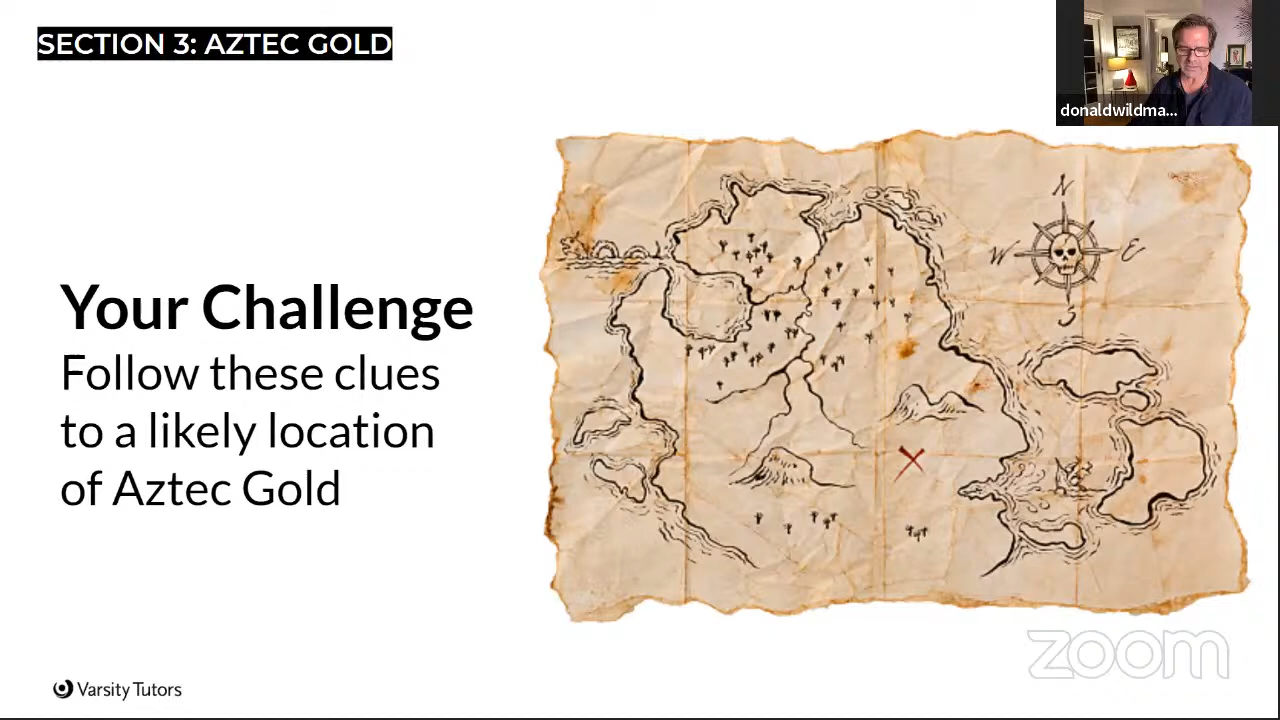 SECTION 3: AZTEC GOLD
donaldwildma...
Your Challenge
Follow these clues
to a likely location
of Aztec Gold
N
W
E
S
zoom
Varsity Tutors